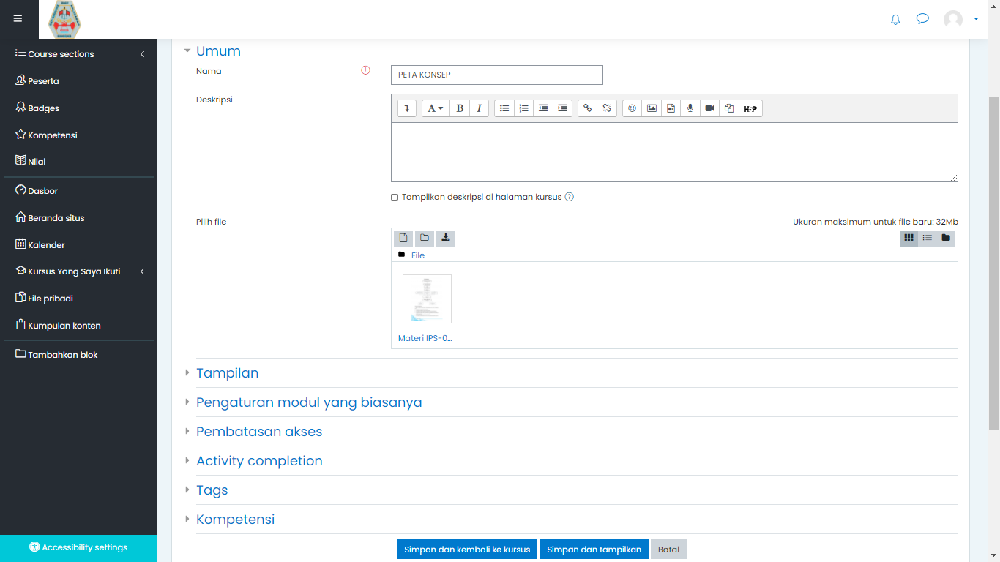 Course sections
Peserta
Badges
Kompetensi
Nilai
Dasbor
Beranda situs
Kalender
Kursus Yang Saya Ikuti
File pribadi
Kumpulan konten
Tambahkan blok
Accessibility settings
Umum
Nama
PETA KONSEP
Deskripsi
A B I
H-P
Tampilkan deskripsi di halaman kursus
Pilih file
Ukuran maksimum untuk file baru: 32Mb
File
Materi IPS-0...
Tampilan
Pengaturan modul yang biasanya
Pembatasan akses
Activity completion
Tags
Kompetensi
Simpan dan kembali ke kursus Simpan dan tampilkan Batal